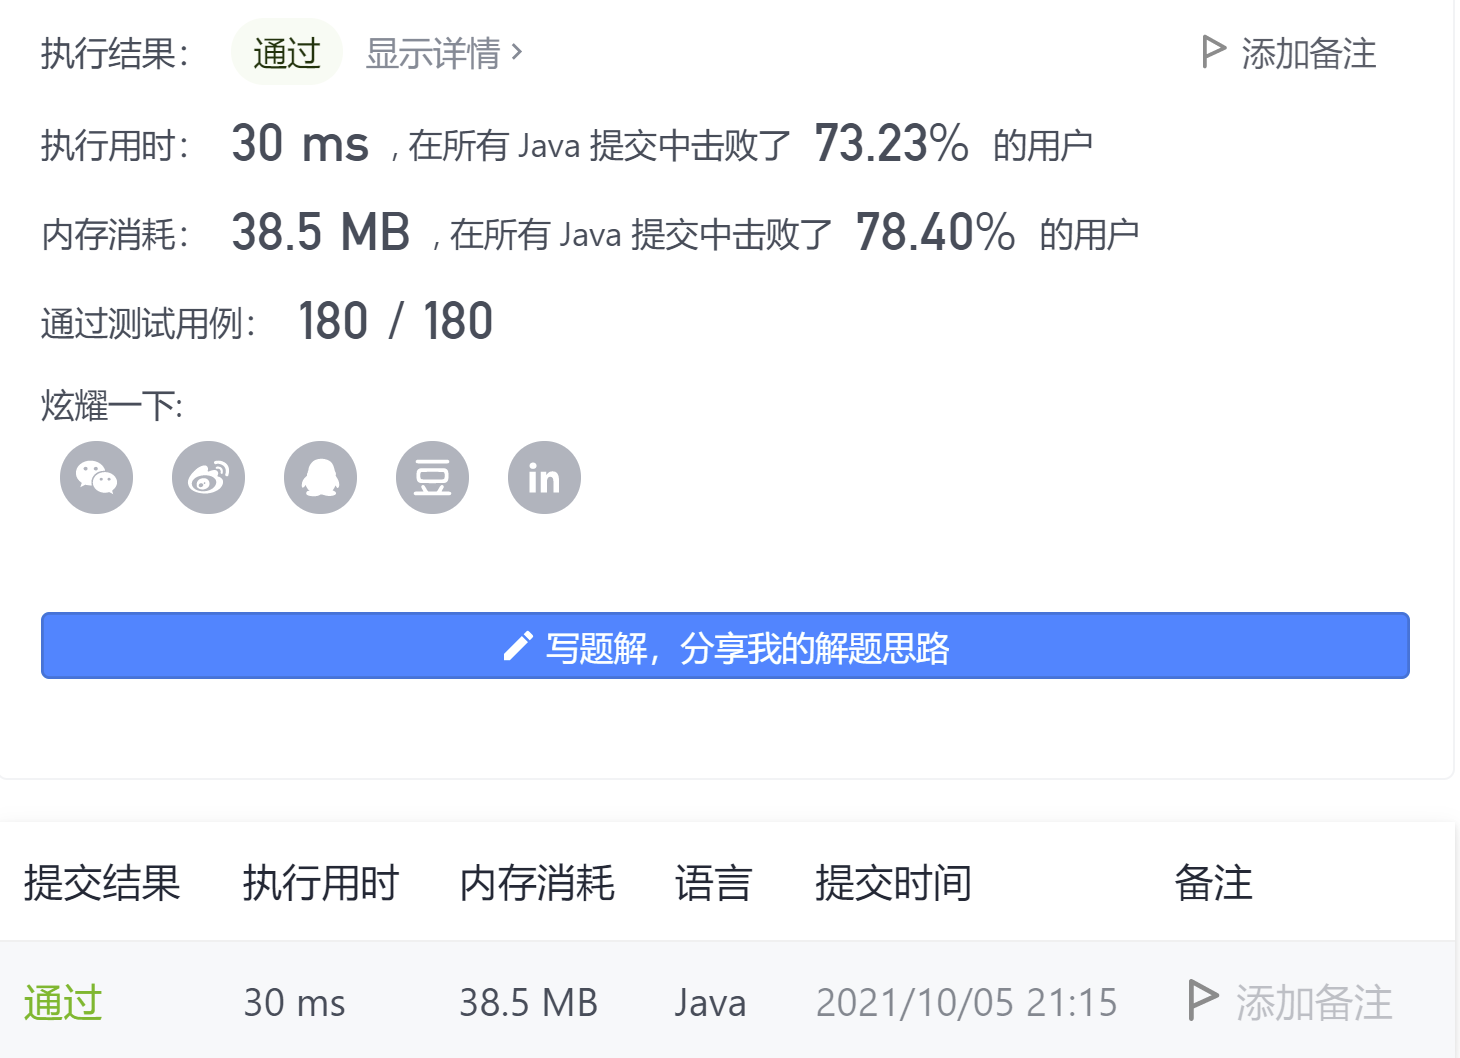 执行结果： 通过 显示详情 › 添加备注
执行用时： 30 ms , 在所有 Java 提交中击败了 73.23% 的用户
内存消耗： 38.5 MB , 在所有 Java 提交中击败了 78.40% 的用户
通过测试用例： 180 / 180
炫耀一下:
豆 in
写题解，分享我的解题思路
提交结果 执行用时 内存消耗 语言 提交时间 备注
通过 30 ms 38.5 MB Java 2021/10/05 21:15 添加备注